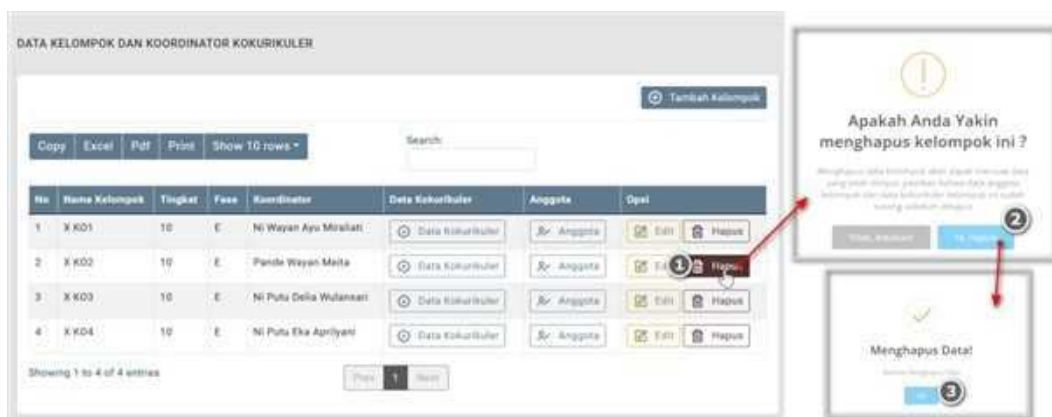 DATA KELOMPOK DAN KOORDINATOR KOKURIKULER
Tambah Kelompok
Copy Excel Pdf Print Show 10 rows
Search:
No Nama Kelompok Tingkat Fase Koordinator Data Kokurikuler Anggota Opsi
1 X KO1 10 E Ni Wayan Ayu Miraliati Data Kokurikuler Anggota Edit Hapus
2 X KO2 10 E Pande Wayan Meita Data Kokurikuler Anggota 1 Hapus
3 X KO3 10 E Ni Putu Delia Wulansari Data Kokurikuler Anggota Edit Hapus
4 X KO4 10 E Ni Putu Eka Aprilyani Data Kokurikuler Anggota Edit Hapus
Showing 1 to 4 of 4 entries
Prev 1 Next
Apakah Anda Yakin
menghapus kelompok ini ?
2
Menghapus Data!
3